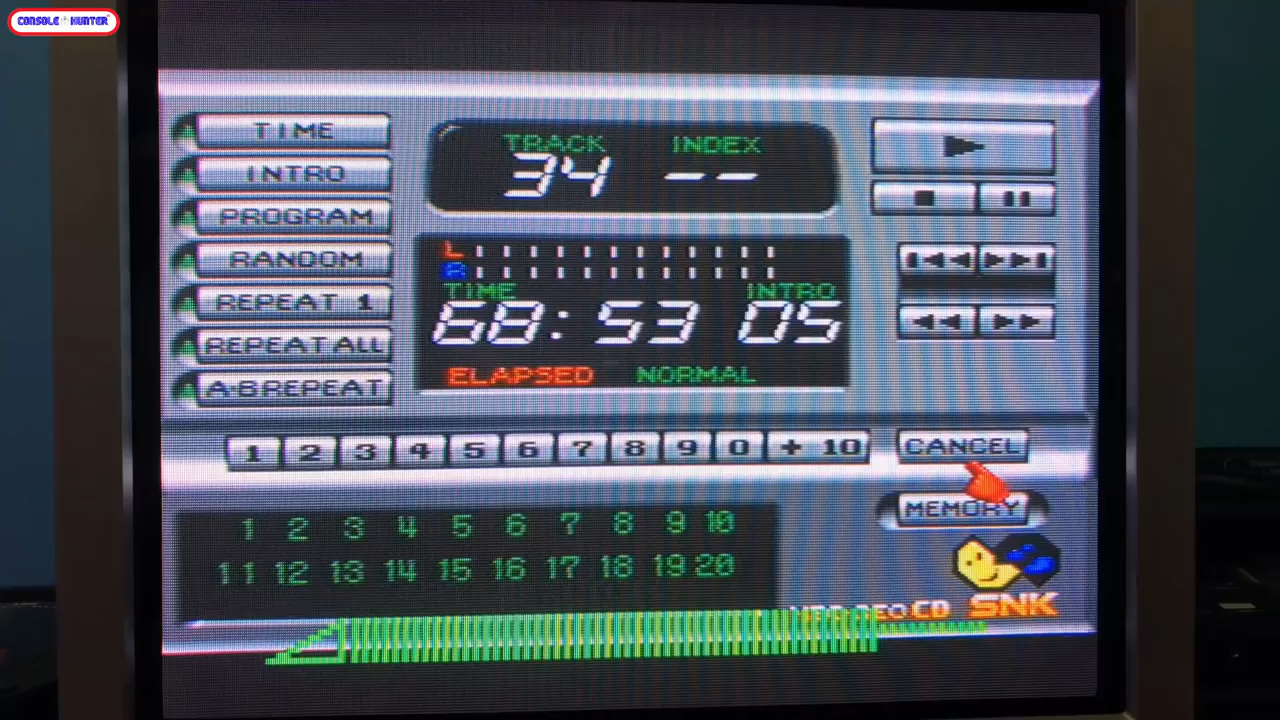 CONSOLE HUNTER
TIME
INTRO
PROGRAM
RANDOM
REPEAT 1
REPEAT ALL
A-B REPEAT
TRACK INDEX
34 --
L
R
TIME INTRO
68:53 05
ELAPSED NORMAL
1 2 3 4 5 6 7 8 9 0 + 10
CANCEL
MEMORY
1 2 3 4 5 6 7 8 9 10
11 12 13 14 15 16 17 18 19 20
CD SNK